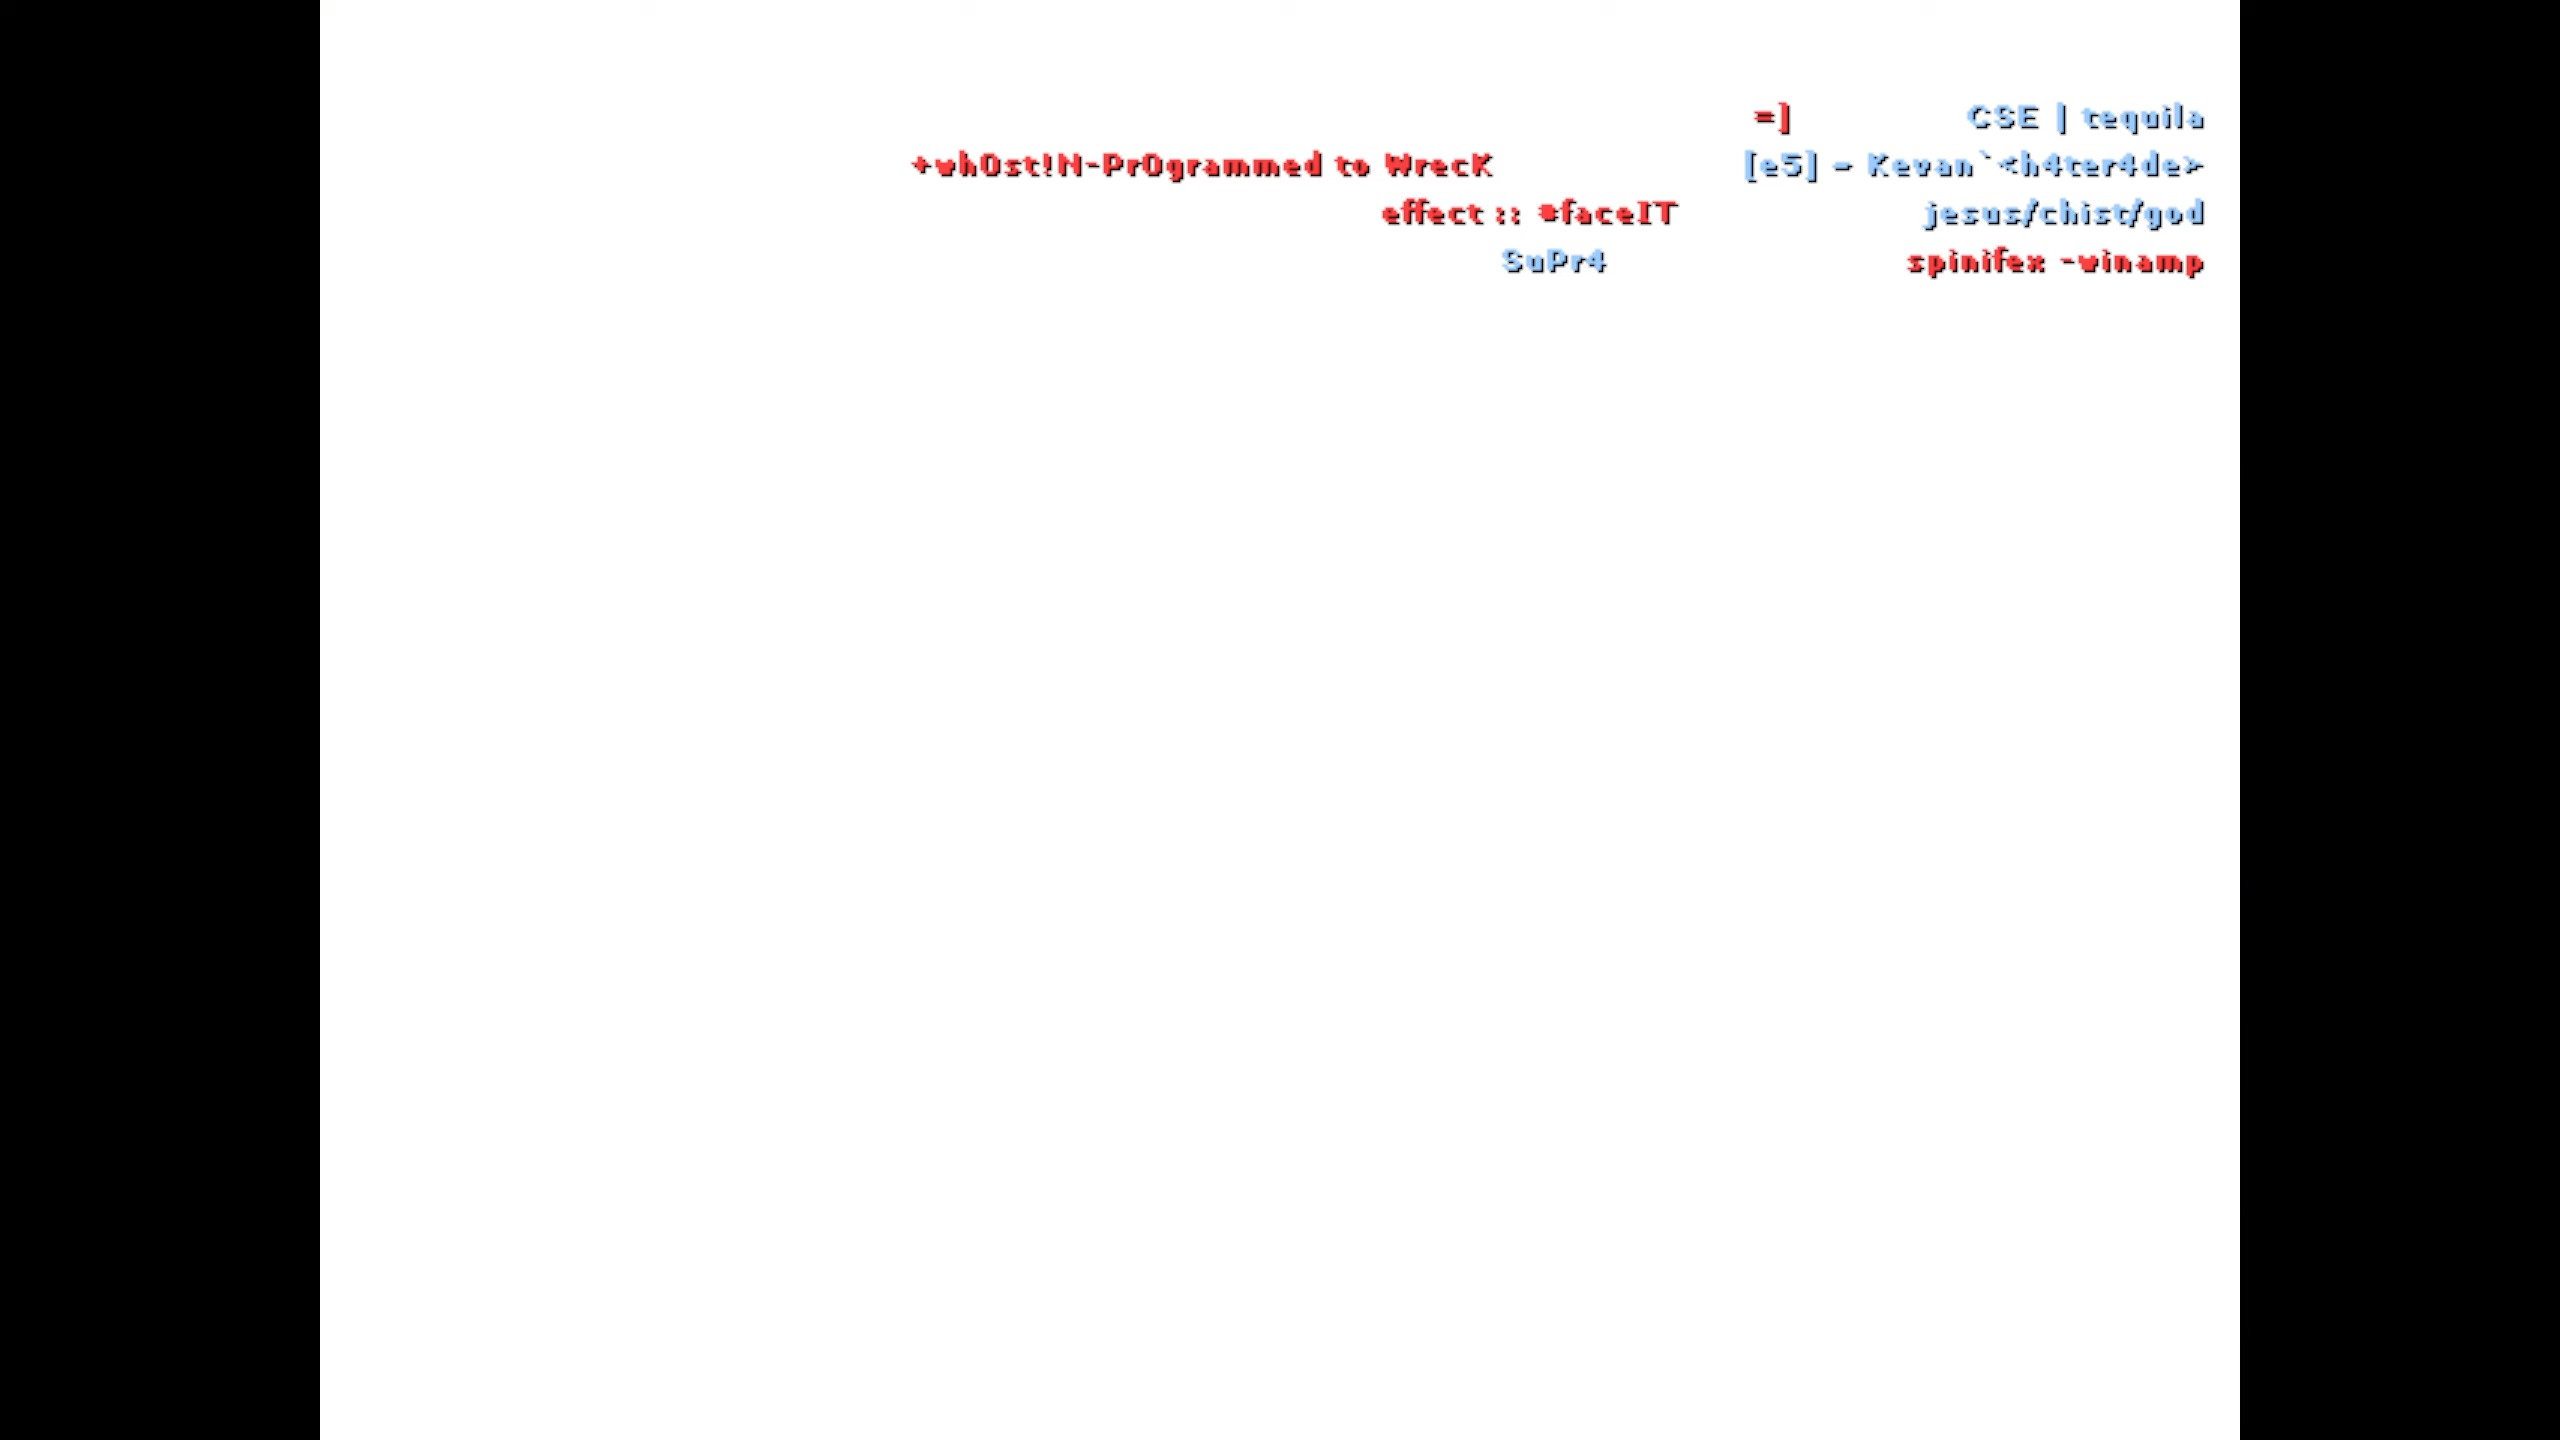 =] CSE | tequila
+wh0st!N-Pr0grammed to WrecK [e5] - Kevan`<h4ter4de>
effect :: #faceIT jesus/chist/god
SuPr4 spinifex -winamp